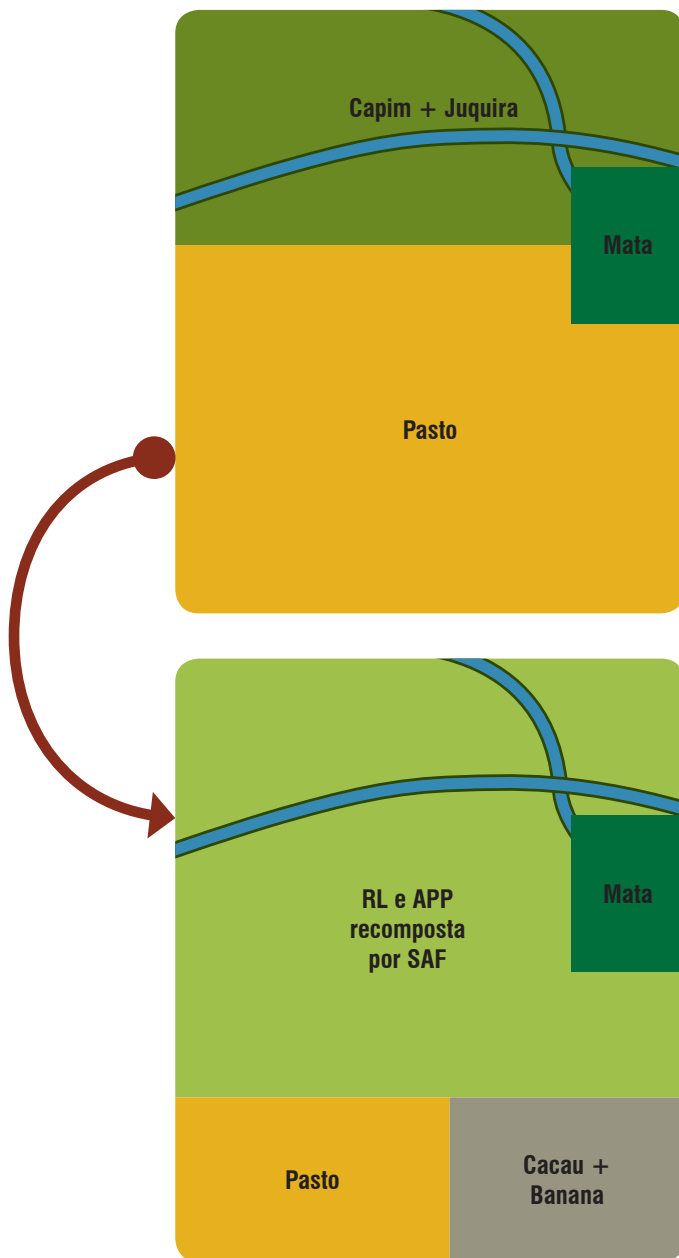 Capim + Juquira
Mata
Pasto
RL e APP
recomposta
por SAF
Mata
Pasto
Cacau +
Banana